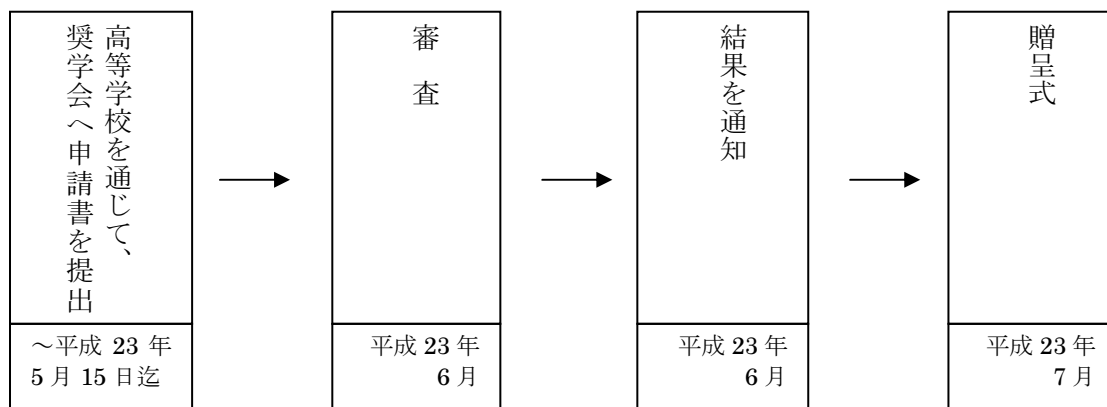 高等学校を通じて、
奨学会へ申請書を提出
～平成 23 年
5 月 15 日迄
審　査
平成 23 年
6 月
結果を通知
平成 23 年
6 月
贈呈式
平成 23 年
7 月